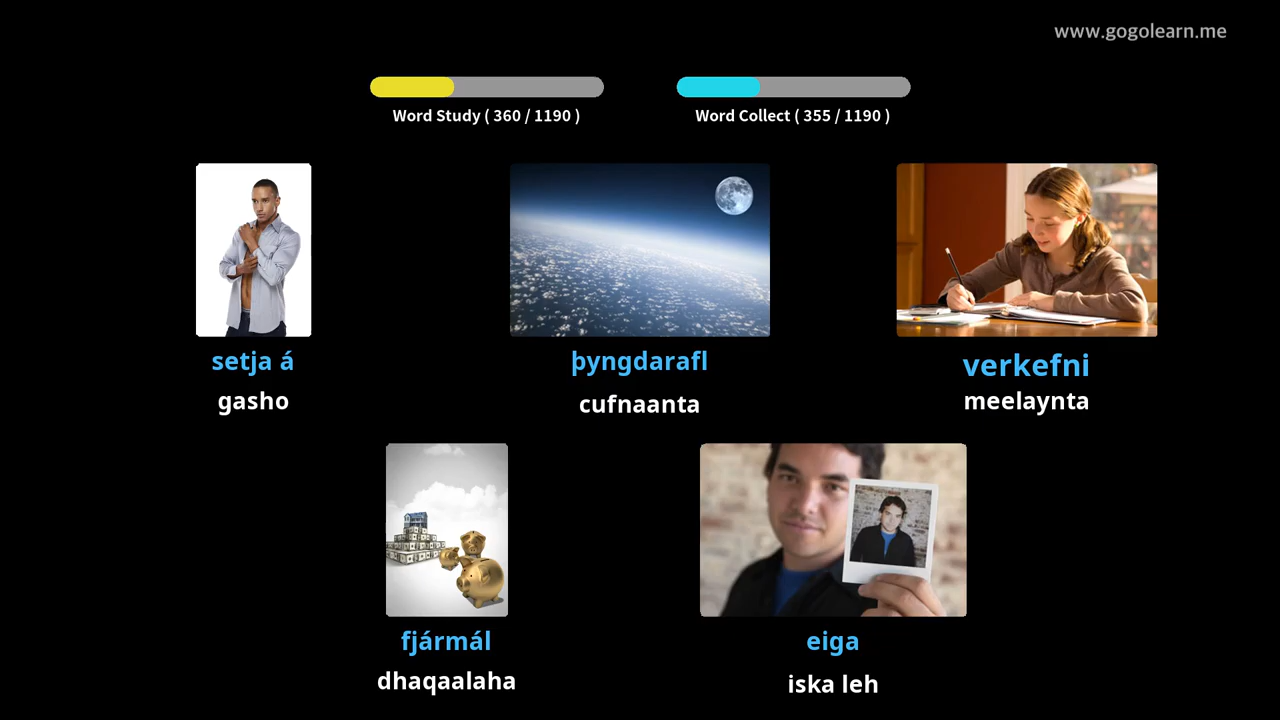 www.gogolearn.me
Word Study ( 360 / 1190 )
Word Collect ( 355 / 1190 )
setja á
gasho
þyngdarafl
cufnaanta
verkefni
meelaynta
fjármál
dhaqaalaha
eiga
iska leh